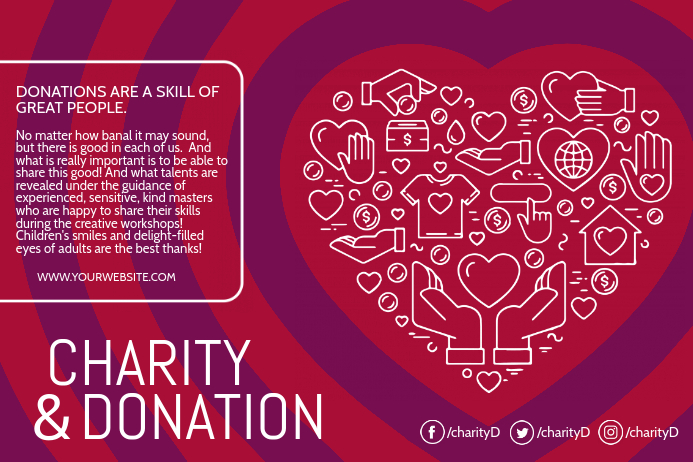 DONATIONS ARE A SKILL OF
GREAT PEOPLE.
No matter how banal it may sound,
but there is good in each of us. And
what is really important is to be able to
share this good! And what talents are
revealed under the guidance of
experienced, sensitive, kind masters
who are happy to share their skills
during the creative workshops!
Children's smiles and delight-filled
eyes of adults are the best thanks!
WWW.YOURWEBSITE.COM
CHARITY
& DONATION
/charityD /charityD /charityD